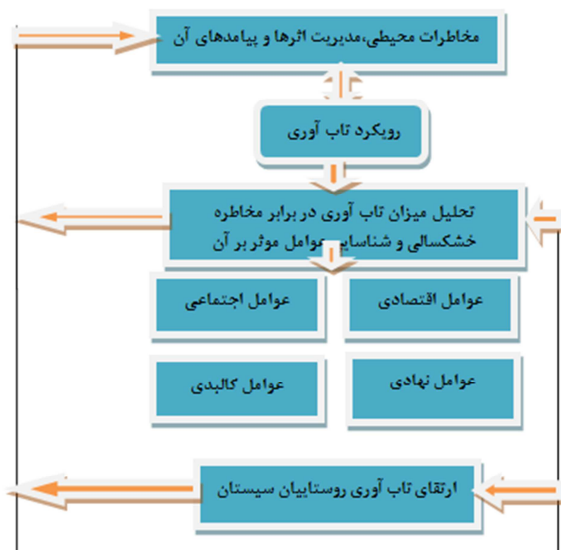 مخاطرات محیطی،مدیریت اثرها و پیامدهای آن
رویکرد تاب آوری
تحلیل میزان تاب آوری در برابر مخاطره
خشکسالی و شناسایی عوامل موثر بر آن
عوامل اقتصادی
عوامل اجتماعی
عوامل نهادی
عوامل کالبدی
ارتقای تاب آوری روستاییان سیستان